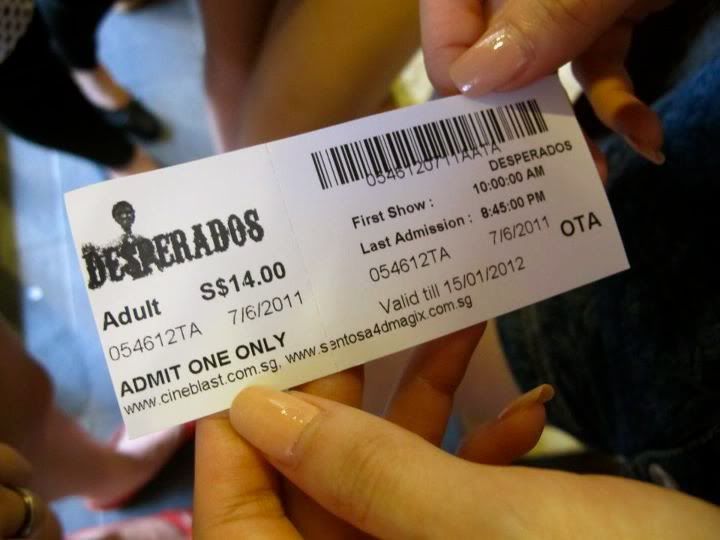 DESPERADOS
Adult S$14.00
054612TA 7/6/2011
ADMIT ONE ONLY
www.cineblast.com.sg, www.sentosa4dmagix.com.sg
0546120711AATA
DESPERADOS
First Show : 10:00:00 AM
Last Admission : 8:45:00 PM
054612TA 7/6/2011 OTA
Valid till 15/01/2012